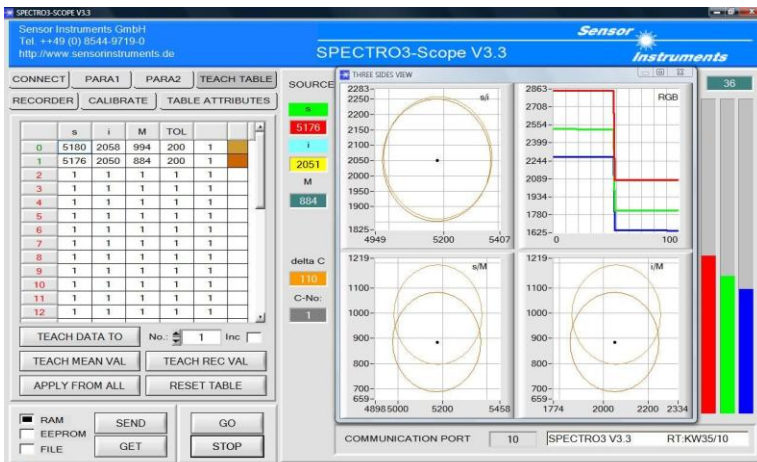 SPECTRO3-SCOPE V3.3
Sensor Instruments GmbH
Tel. ++49 (0) 8544-9719-0
http://www.sensorinstruments.de
SPECTRO3-Scope V3.3
Sensor
Instruments
CONNECT PARA1 PARA2 TEACH TABLE
RECORDER CALIBRATE TABLE ATTRIBUTES
s i M TOL
0 5180 2058 994 200 1
1 5176 2050 884 200 1
2 1 1 1 1 1
3 1 1 1 1 1
4 1 1 1 1 1
5 1 1 1 1 1
6 1 1 1 1 1
7 1 1 1 1 1
8 1 1 1 1 1
9 1 1 1 1 1
10 1 1 1 1 1
11 1 1 1 1 1
12 1 1 1 1 1
TEACH DATA TO No.: 1 Inc
TEACH MEAN VAL TEACH REC VAL
APPLY FROM ALL RESET TABLE
RAM
EEPROM
FILE
SEND GO
GET STOP
SOURCE
s
5176
i
2051
M
884
delta C
110
C-No:
1
THREE SIDES VIEW
2283
2250
2200
2150
2100
2050
2000
1950
1900
1825
s/i
4949 5200 5407
2863
2708
2554
2399
2244
2089
1934
1780
1625
RGB
0 100
1219
1100
1000
900
800
700
659
s/M
4898 5000 5200 5458
1219
1100
1000
900
800
700
659
i/M
1774 2000 2200 2334
36
COMMUNICATION PORT 10 SPECTRO3 V3.3 RT:KW35/10